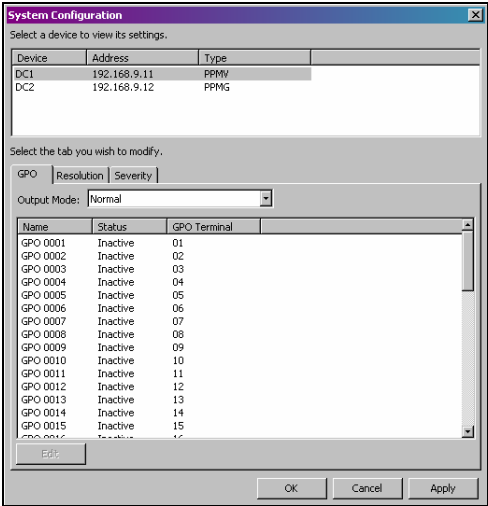 System Configuration
Select a device to view its settings.
Device Address Type
DC1 192.168.9.11 PPMV
DC2 192.168.9.12 PPMG
Select the tab you wish to modify.
GPO Resolution Severity
Output Mode: Normal
Name Status GPO Terminal
GPO 0001 Inactive 01
GPO 0002 Inactive 02
GPO 0003 Inactive 03
GPO 0004 Inactive 04
GPO 0005 Inactive 05
GPO 0006 Inactive 06
GPO 0007 Inactive 07
GPO 0008 Inactive 08
GPO 0009 Inactive 09
GPO 0010 Inactive 10
GPO 0011 Inactive 11
GPO 0012 Inactive 12
GPO 0013 Inactive 13
GPO 0014 Inactive 14
GPO 0015 Inactive 15
GPO 0016 Inactive 16
Edit
OK Cancel Apply